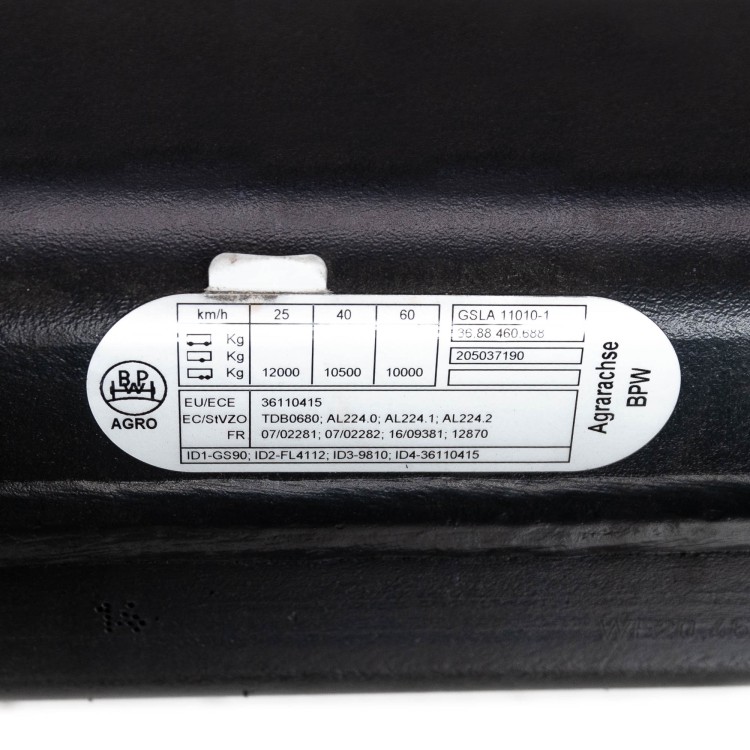 km/h 25 40 60
Kg
Kg
Kg 12000 10500 10000
GSLA 11010-1
36.88.460.688
205037190
EU/ECE 36110415
EC/StVZO TDB0680; AL224.0; AL224.1; AL224.2
FR 07/02281; 07/02282; 16/09381; 12870
ID1-GS90; ID2-FL4112; ID3-9810; ID4-36110415
BPW
AGRO
Agrarachse
BPW